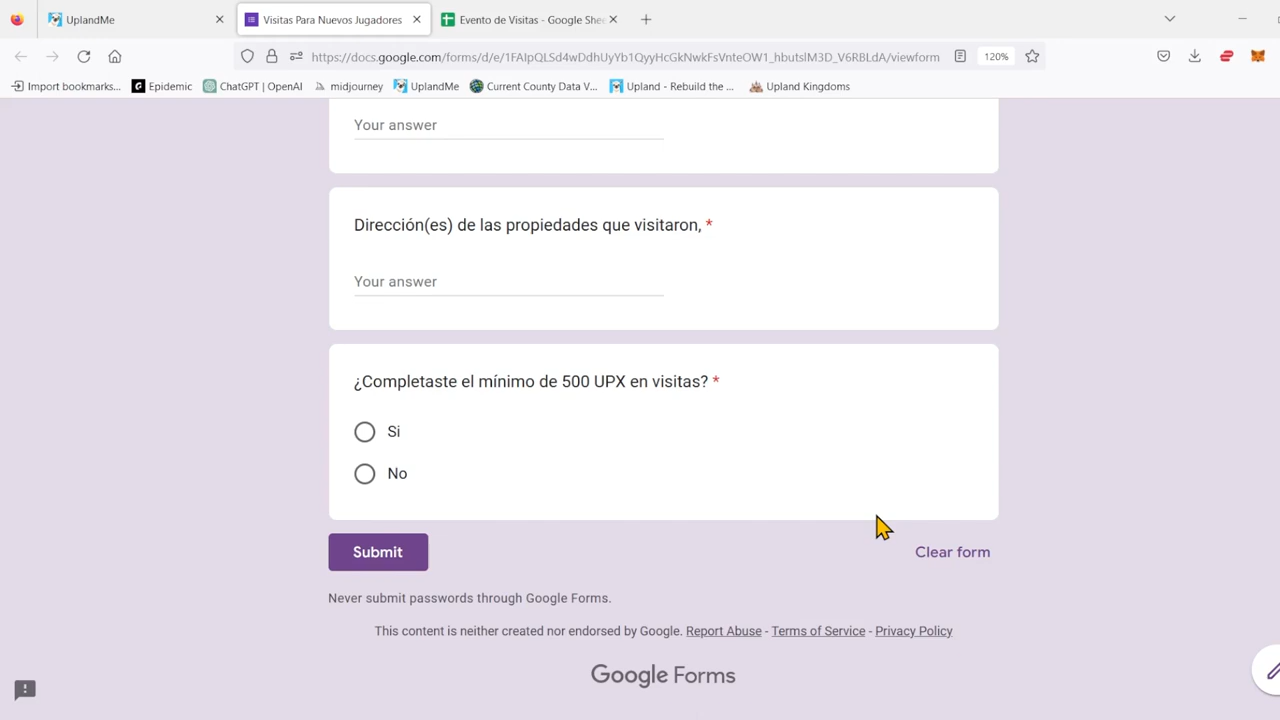 UplandMe
Visitas Para Nuevos Jugadores
Evento de Visitas - Google Shee
https://docs.google.com/forms/d/e/1FAIpQLSd4wDdhUyYb1QyyHcGkNwkFsVnteOW1_hbutslM3D_V6RBLdA/viewform
120%
Import bookmarks...
Epidemic
ChatGPT | OpenAI
midjourney
UplandMe
Current County Data V...
Upland - Rebuild the ...
Upland Kingdoms
Your answer
Dirección(es) de las propiedades que visitaron, *
Your answer
¿Completaste el mínimo de 500 UPX en visitas? *
Si
No
Submit
Clear form
Never submit passwords through Google Forms.
This content is neither created nor endorsed by Google. Report Abuse - Terms of Service - Privacy Policy
Google Forms